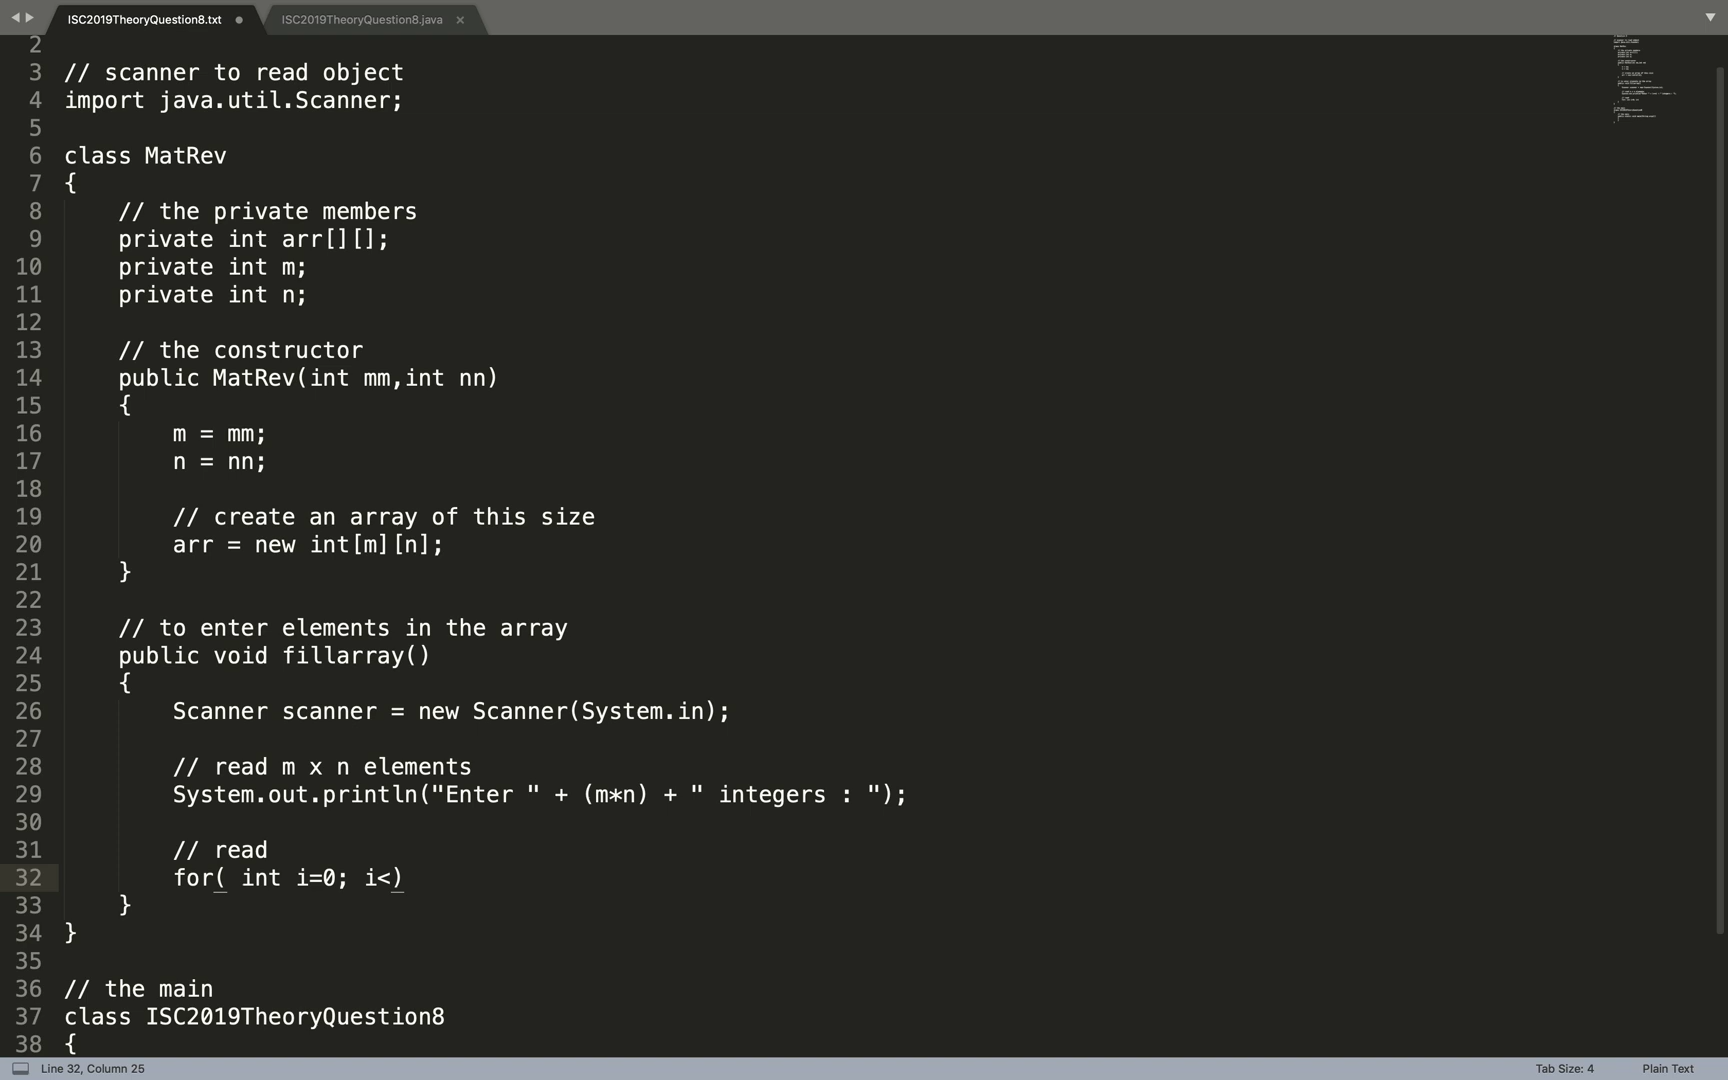 ISC2019TheoryQuestion8.txt
ISC2019TheoryQuestion8.java
2
3 // scanner to read object
4 import java.util.Scanner;
5
6 class MatRev
7 {
8 // the private members
9 private int arr[][];
10 private int m;
11 private int n;
12
13 // the constructor
14 public MatRev(int mm,int nn)
15 {
16 m = mm;
17 n = nn;
18
19 // create an array of this size
20 arr = new int[m][n];
21 }
22
23 // to enter elements in the array
24 public void fillarray()
25 {
26 Scanner scanner = new Scanner(System.in);
27
28 // read m x n elements
29 System.out.println("Enter " + (m*n) + " integers : ");
30
31 // read
32 for( int i=0; i<)
33 }
34 }
35
36 // the main
37 class ISC2019TheoryQuestion8
38 {
Line 32, Column 25
Tab Size: 4
Plain Text